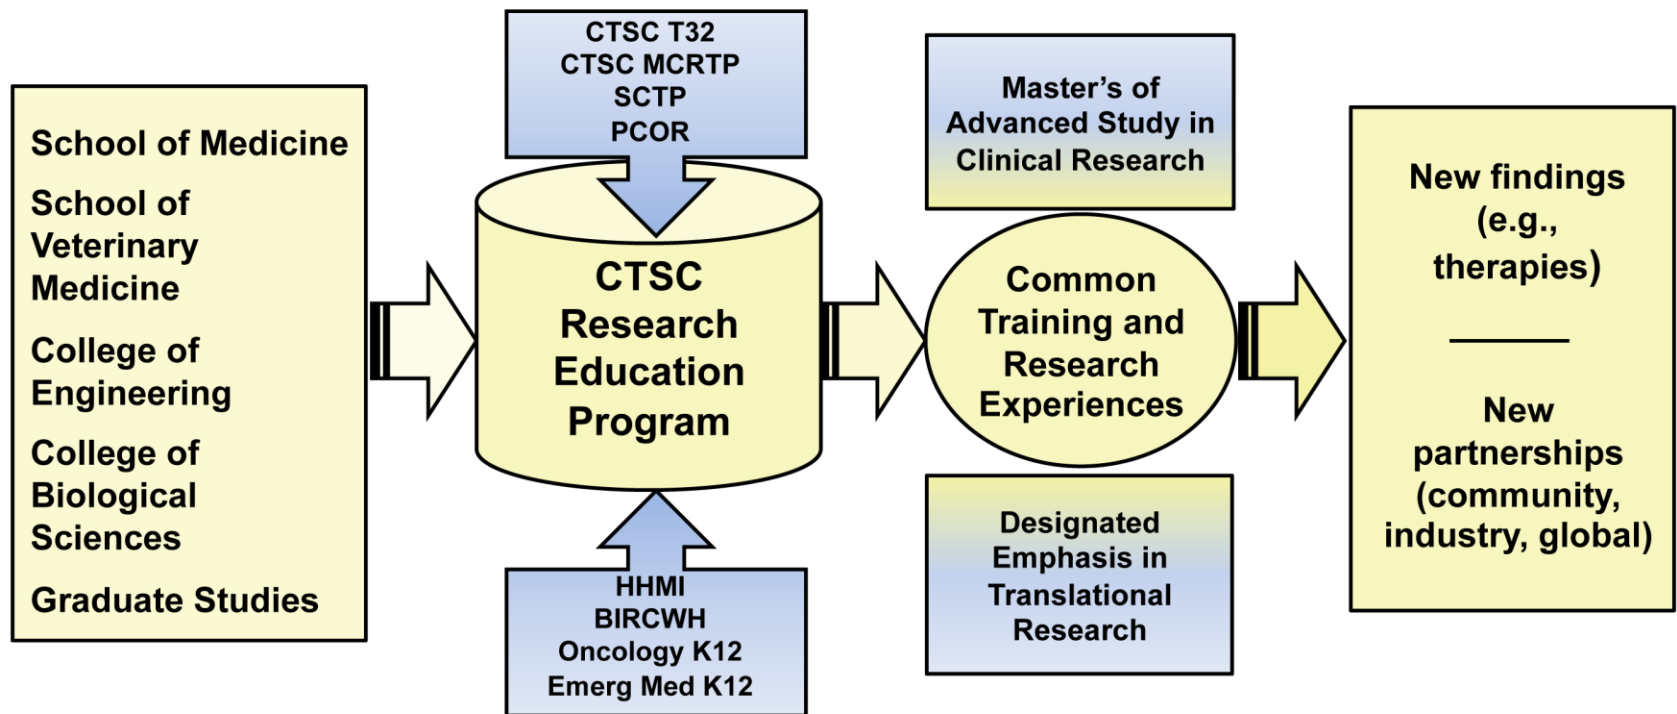 School of Medicine
School of
Veterinary
Medicine
College of
Engineering
College of
Biological
Sciences
Graduate Studies
CTSC T32
CTSC MCRTP
SCTP
PCOR
CTSC
Research
Education
Program
HHMI
BIRCWH
Oncology K12
Emerg Med K12
Master’s of
Advanced Study in
Clinical Research
Common
Training and
Research
Experiences
Designated
Emphasis in
Translational
Research
New findings
(e.g.,
therapies)
New
partnerships
(community,
industry, global)